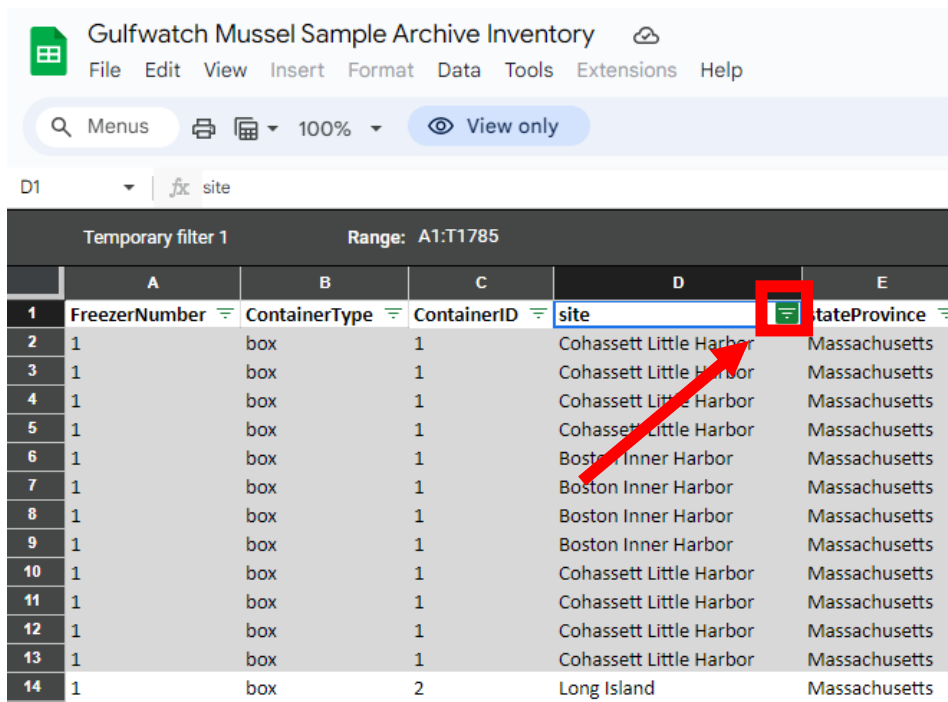 Gulfwatch Mussel Sample Archive Inventory
File Edit View Insert Format Data Tools Extensions Help
Menus 100% View only
D1 fx site
Temporary filter 1 Range: A1:T1785
A B C D E
1 FreezerNumber ContainerType ContainerID site stateProvince
2 1 box 1 Cohassett Little Harbor Massachusetts
3 1 box 1 Cohassett Little Harbor Massachusetts
4 1 box 1 Cohassett Little Harbor Massachusetts
5 1 box 1 Cohassett Little Harbor Massachusetts
6 1 box 1 Boston Inner Harbor Massachusetts
7 1 box 1 Boston Inner Harbor Massachusetts
8 1 box 1 Boston Inner Harbor Massachusetts
9 1 box 1 Boston Inner Harbor Massachusetts
10 1 box 1 Cohassett Little Harbor Massachusetts
11 1 box 1 Cohassett Little Harbor Massachusetts
12 1 box 1 Cohassett Little Harbor Massachusetts
13 1 box 1 Cohassett Little Harbor Massachusetts
14 1 box 2 Long Island Massachusetts